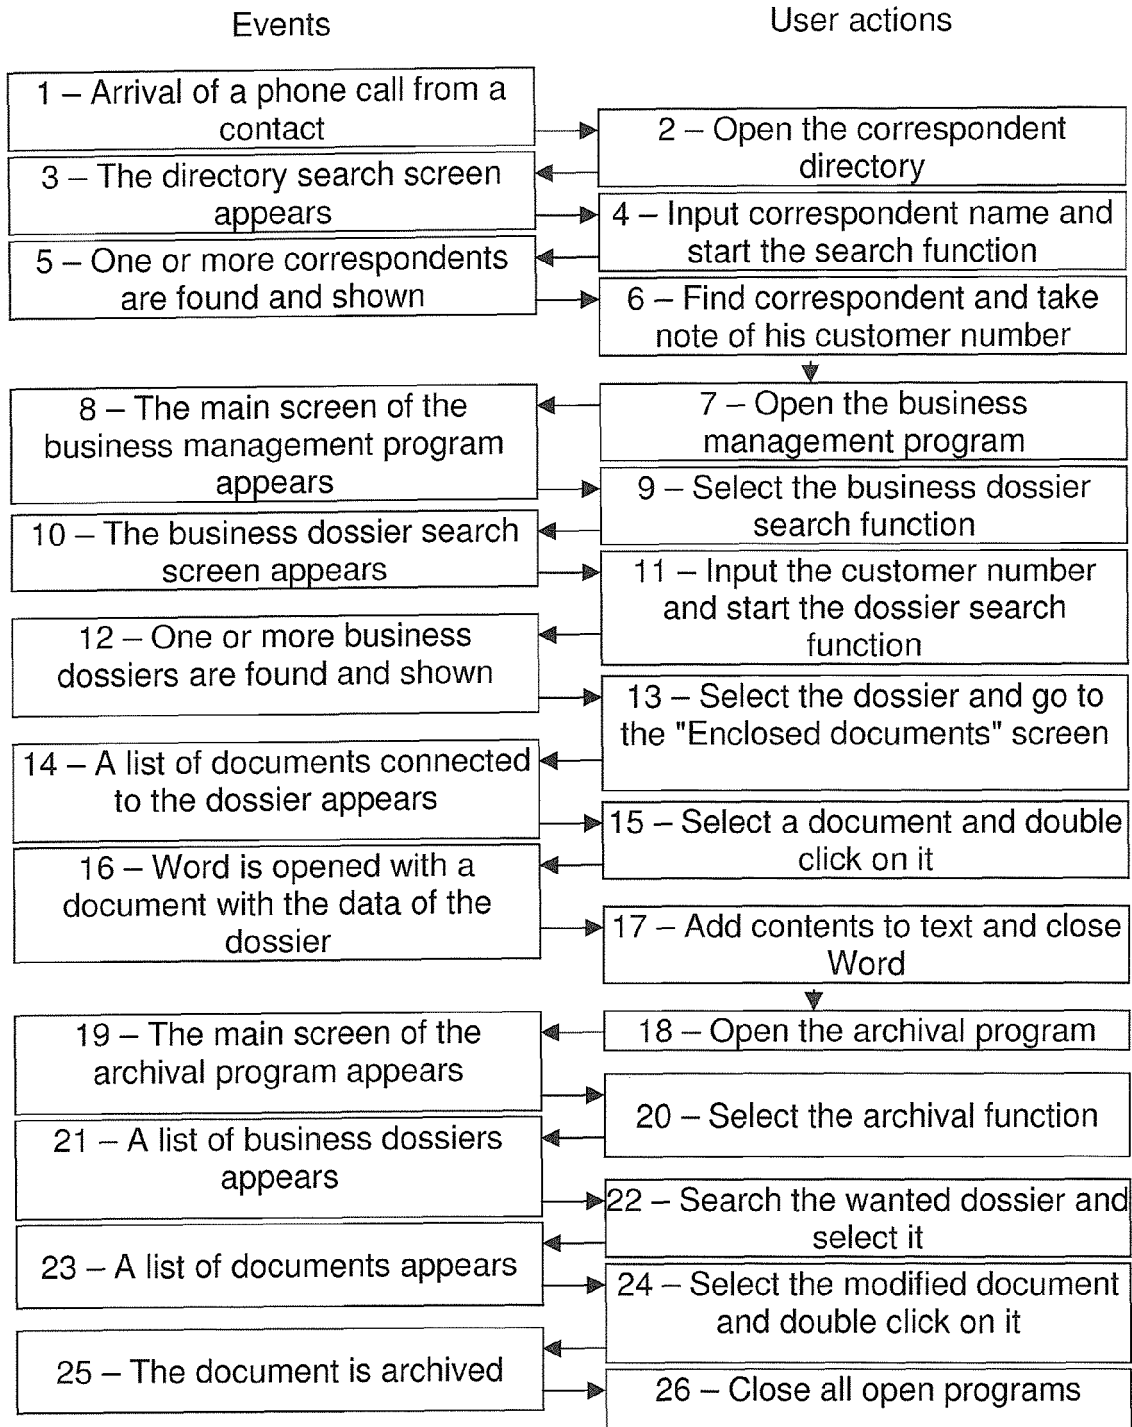 Events
User actions
1 – Arrival of a phone call from a
contact
2 – Open the correspondent
directory
3 – The directory search screen
appears
4 – Input correspondent name and
start the search function
5 – One or more correspondents
are found and shown
6 – Find correspondent and take
note of his customer number
7 – Open the business
management program
8 – The main screen of the
business management program
appears
9 – Select the business dossier
search function
10 – The business dossier search
screen appears
11 – Input the customer number
and start the dossier search
function
12 – One or more business
dossiers are found and shown
13 – Select the dossier and go to
the "Enclosed documents" screen
14 – A list of documents connected
to the dossier appears
15 – Select a document and double
click on it
16 – Word is opened with a
document with the data of the
dossier
17 – Add contents to text and close
Word
18 – Open the archival program
19 – The main screen of the
archival program appears
20 – Select the archival function
21 – A list of business dossiers
appears
22 – Search the wanted dossier and
select it
23 – A list of documents appears
24 – Select the modified document
and double click on it
25 – The document is archived
26 – Close all open programs